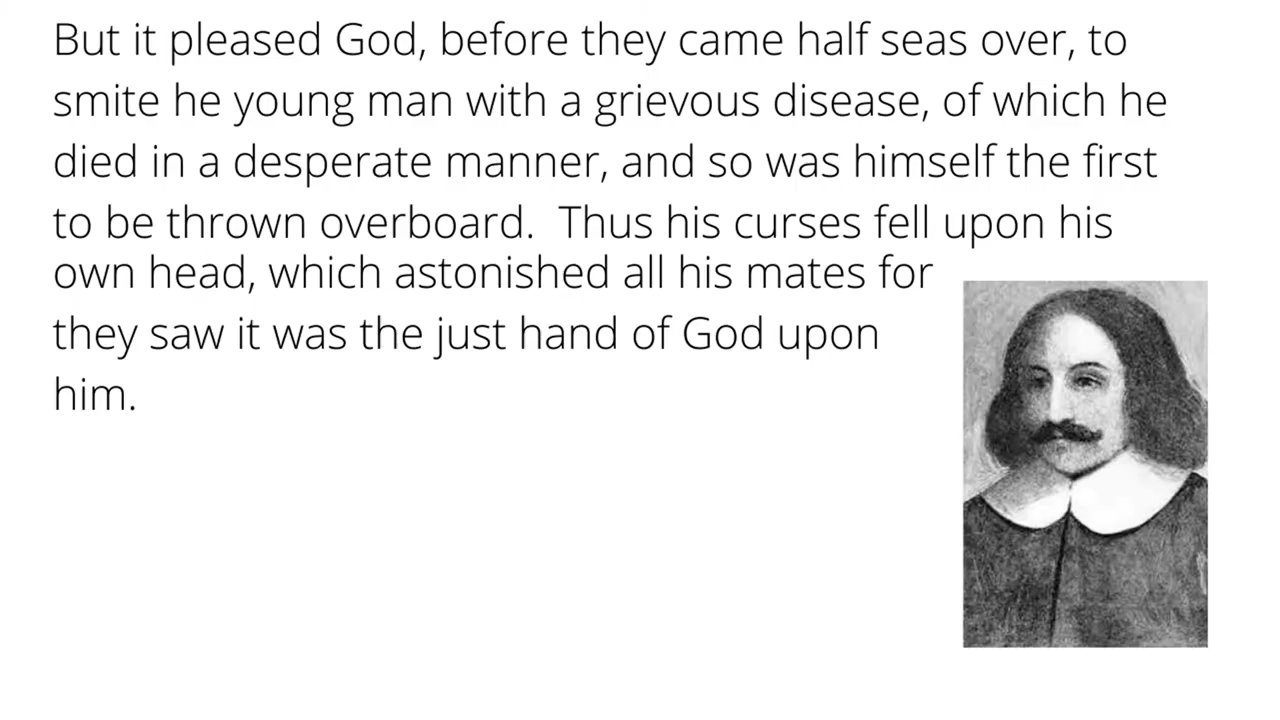 But it pleased God, before they came half seas over, to
smite he young man with a grievous disease, of which he
died in a desperate manner, and so was himself the first
to be thrown overboard.  Thus his curses fell upon his
own head, which astonished all his mates for
they saw it was the just hand of God upon
him.